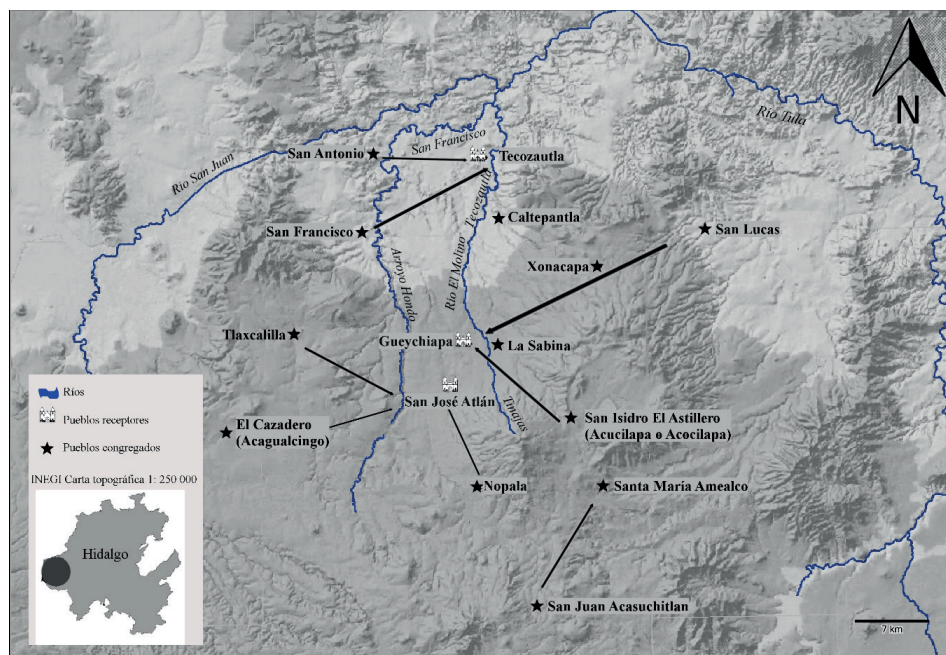 N
Río Tula
San Francisco
San Antonio
Tecozautla
Río San Juan
Tecozautla
Caltepantla
San Francisco
San Lucas
Río El Molino
Xonacapa
Arroyo Hondo
Tlaxcalilla
Gueychiapa
La Sabina
San José Atlán
Tinajas
El Cazadero
(Acagualcingo)
San Isidro El Astillero
(Acucilapa o Acocilapa)
Nopala
Santa María Amealco
San Juan Acasuchitlan
Ríos
Pueblos receptores
Pueblos congregados
INEGI Carta topográfica 1: 250 000
Hidalgo
7 km